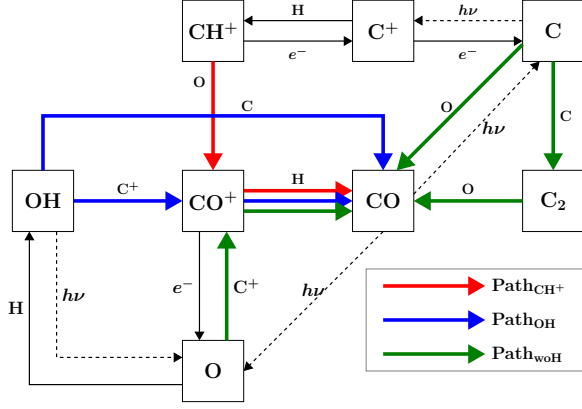 H
hν
CH⁺
C⁺
C
e⁻
e⁻
O
O
C
C
hν
OH
C⁺
CO⁺
H
CO
O
C₂
hν
e⁻
C⁺
hν
H
O
Path_CH⁺
Path_OH
Path_woH